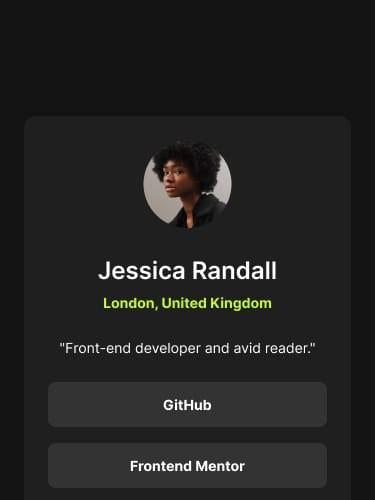 Jessica Randall
London, United Kingdom
"Front-end developer and avid reader."
GitHub
Frontend Mentor